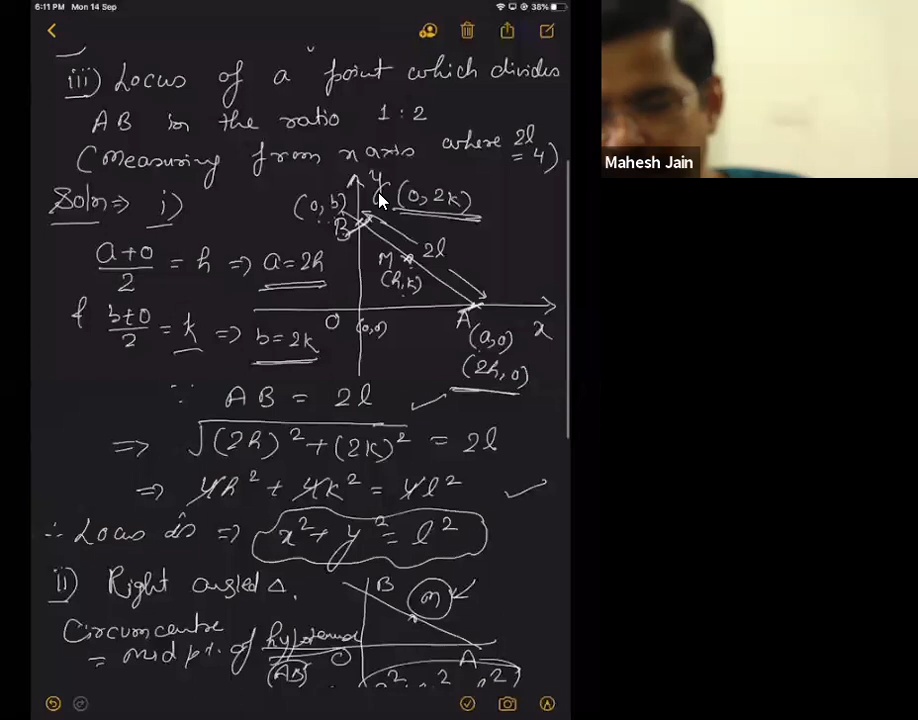 6:11 PM Mon 14 Sep 38%
iii) Locus of a point which divides
AB in the ratio 1:2
(measuring from x axis where 2l = 4)
Soln ⇒ i)
y
(0, b) (0, 2k)
B
2l
M
(h,k)
O (0,0) A x
(a,0)
(2h,0)
a+0/2 = h ⇒ a=2h
f b+0/2 = k ⇒ b=2k
∵ AB = 2l
⇒ √(2h)²+(2k)² = 2l
⇒ 4h² + 4k² = 4l²
∴ Locus is ⇒ x²+y² = l²
ii) Right angled Δ. B m
Circumcentre
= mid pt. of hypotenuse O A
(AB)
Mahesh Jain